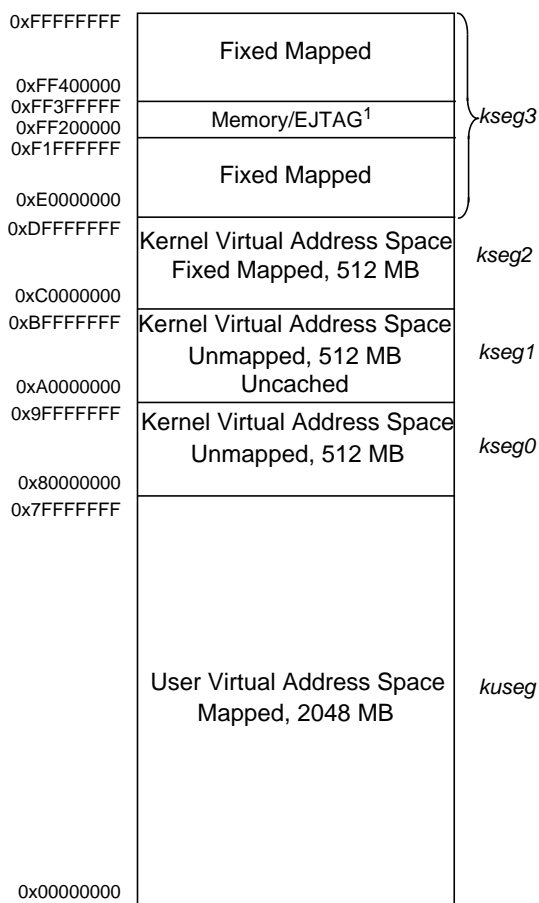 0xFFFFFFFF
Fixed Mapped
0xFF400000
0xFF3FFFFF
Memory/EJTAG1
kseg3
0xFF200000
0xF1FFFFFF
Fixed Mapped
0xE0000000
0xDFFFFFFF
Kernel Virtual Address Space
Fixed Mapped, 512 MB
kseg2
0xC0000000
0xBFFFFFFF
Kernel Virtual Address Space
Unmapped, 512 MB
Uncached
kseg1
0xA0000000
0x9FFFFFFF
Kernel Virtual Address Space
Unmapped, 512 MB
kseg0
0x80000000
0x7FFFFFFF
User Virtual Address Space
Mapped, 2048 MB
kuseg
0x00000000